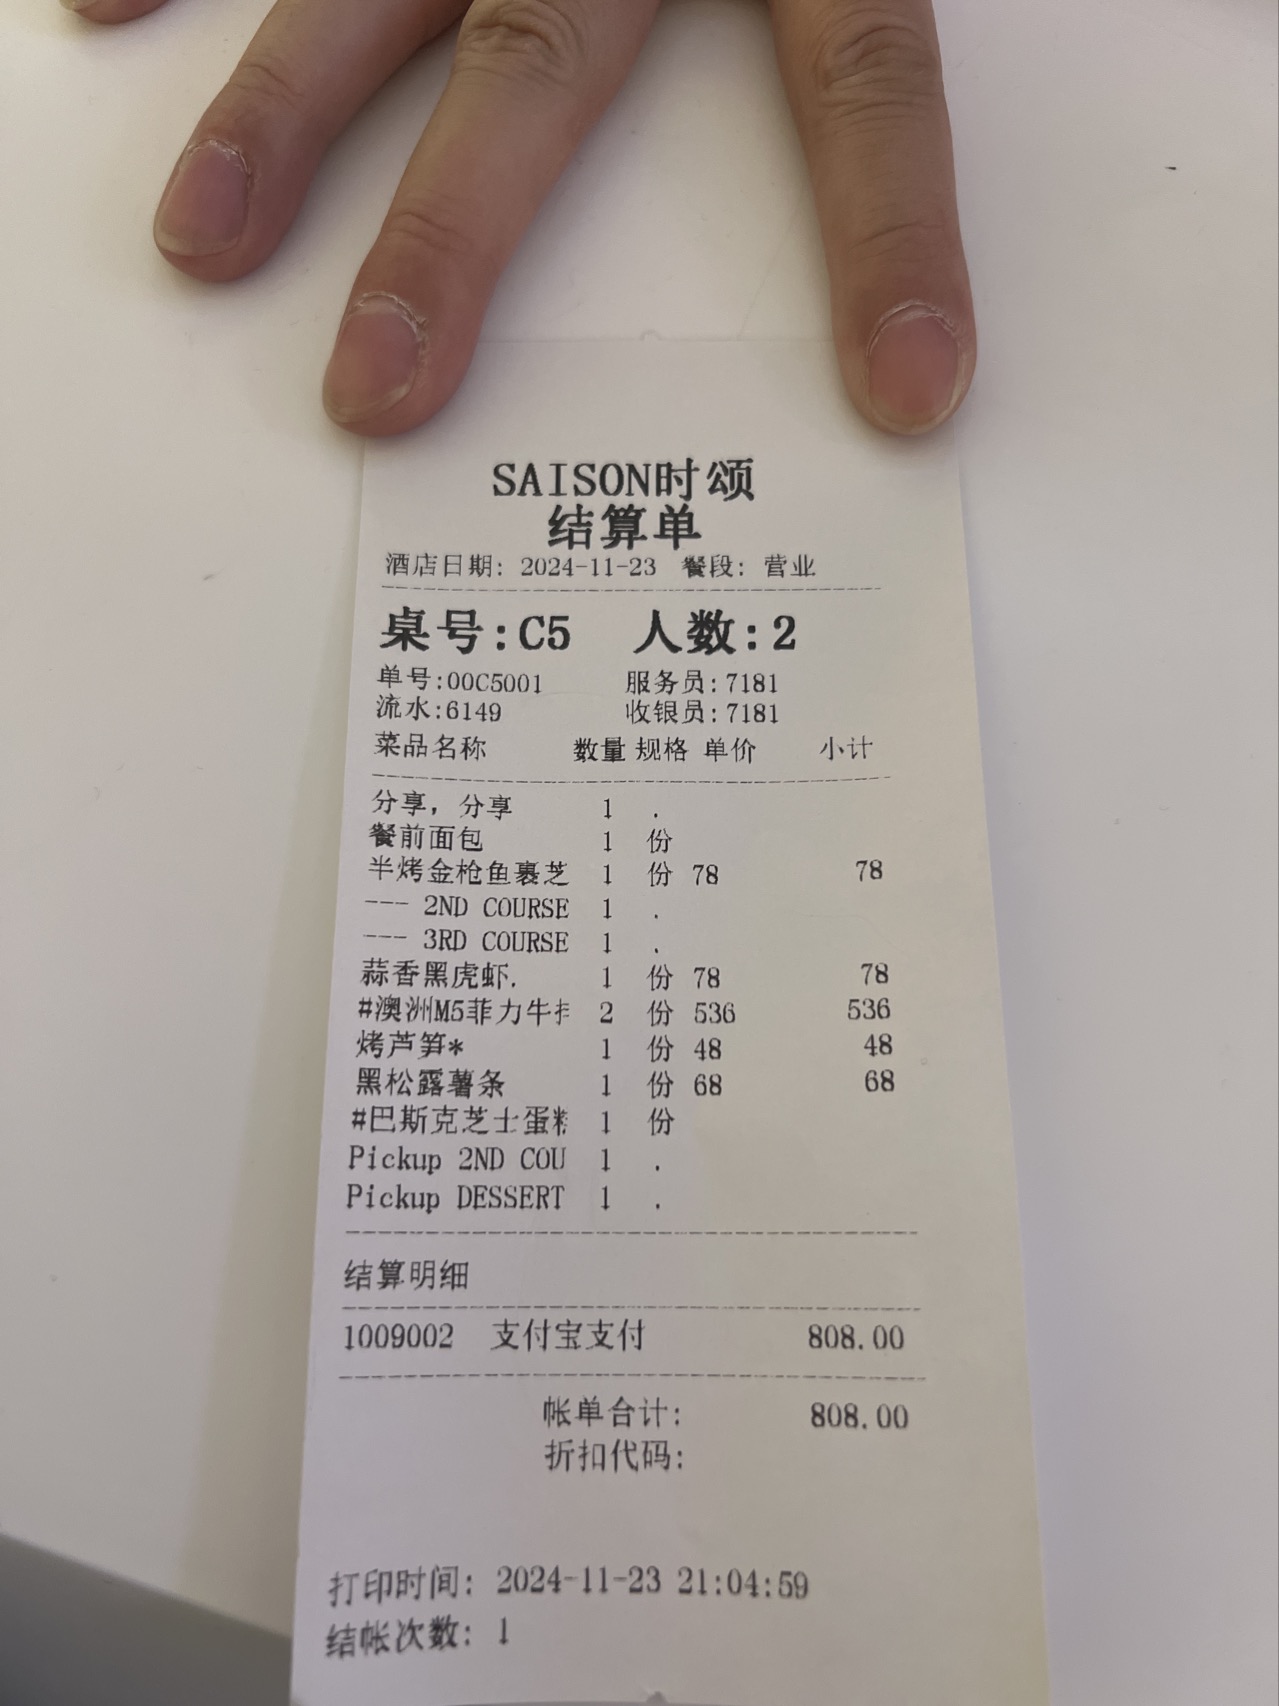 SAISON时颂
结算单
酒店日期: 2024-11-23 餐段: 营业
桌号:C5 人数:2
单号:00C5001 服务员:7181
流水:6149 收银员:7181
菜品名称 数量 规格 单价 小计
分享，分享 1 .
餐前面包 1 份
半烤金枪鱼裹芝 1 份 78 78
--- 2ND COURSE 1 .
--- 3RD COURSE 1 .
蒜香黑虎虾. 1 份 78 78
#澳洲M5菲力牛扌 2 份 536 536
烤芦笋* 1 份 48 48
黑松露薯条 1 份 68 68
#巴斯克芝士蛋 1 份
Pickup 2ND COU 1 .
Pickup DESSERT 1 .
结算明细
1009002 支付宝支付 808.00
帐单合计: 808.00
折扣代码:
打印时间: 2024-11-23 21:04:59
结帐次数: 1